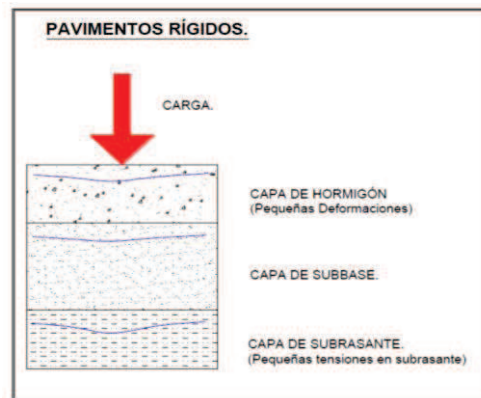 PAVIMENTOS RÍGIDOS.
CARGA.
CAPA DE HORMIGÓN
(Pequeñas Deformaciones)
CAPA DE SUBBASE.
CAPA DE SUBRASANTE.
(Pequeñas tensiones en subrasante)